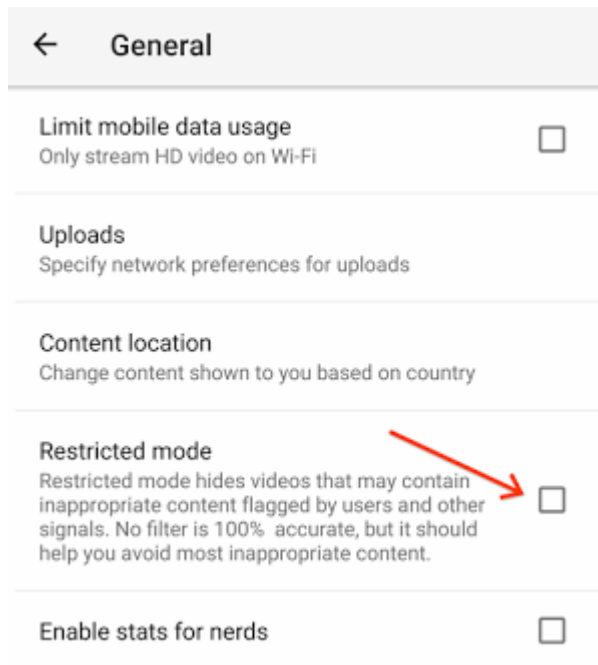 General
Limit mobile data usage
Only stream HD video on Wi-Fi
Uploads
Specify network preferences for uploads
Content location
Change content shown to you based on country
Restricted mode
Restricted mode hides videos that may contain
inappropriate content flagged by users and other
signals. No filter is 100% accurate, but it should
help you avoid most inappropriate content.
Enable stats for nerds